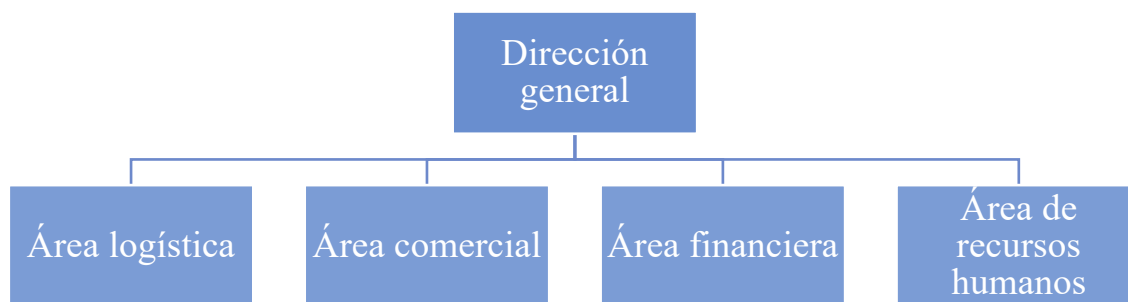 Dirección
general
Área logística
Área comercial
Área financiera
Área de
recursos
humanos